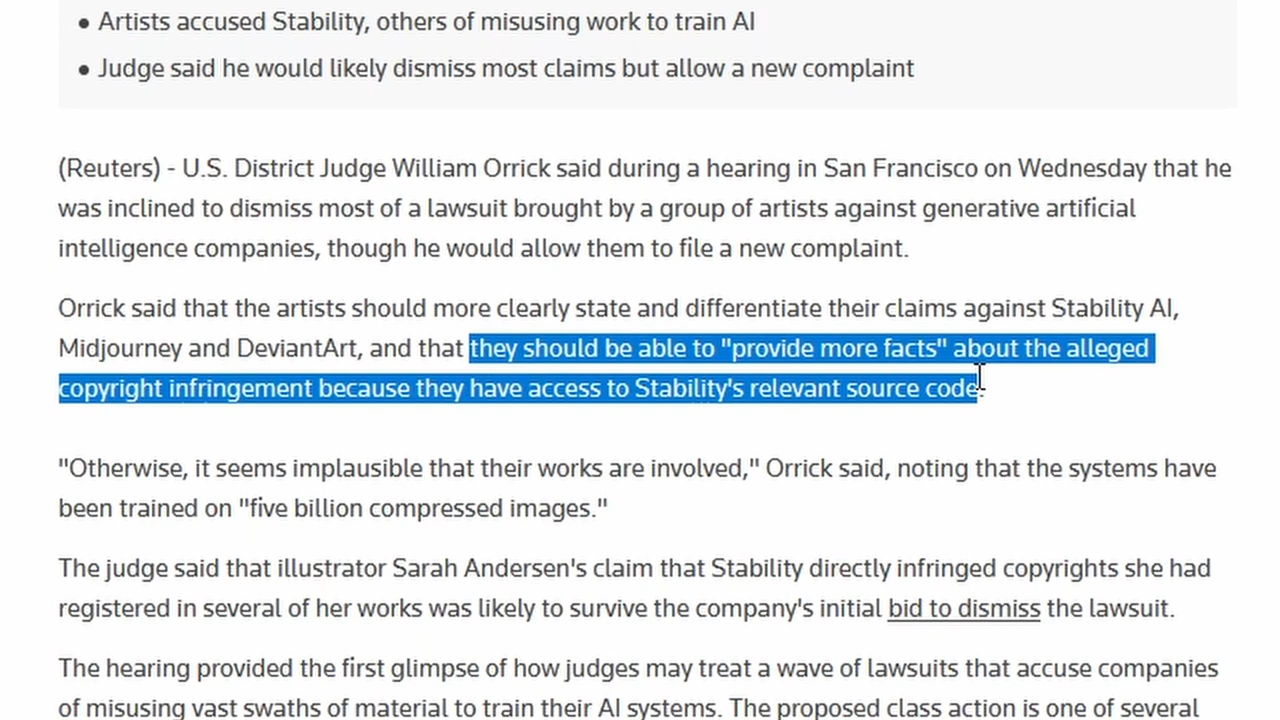 • Artists accused Stability, others of misusing work to train AI
• Judge said he would likely dismiss most claims but allow a new complaint
(Reuters) - U.S. District Judge William Orrick said during a hearing in San Francisco on Wednesday that he
was inclined to dismiss most of a lawsuit brought by a group of artists against generative artificial
intelligence companies, though he would allow them to file a new complaint.
Orrick said that the artists should more clearly state and differentiate their claims against Stability AI,
Midjourney and DeviantArt, and that they should be able to "provide more facts" about the alleged
copyright infringement because they have access to Stability's relevant source code.
"Otherwise, it seems implausible that their works are involved," Orrick said, noting that the systems have
been trained on "five billion compressed images."
The judge said that illustrator Sarah Andersen's claim that Stability directly infringed copyrights she had
registered in several of her works was likely to survive the company's initial bid to dismiss the lawsuit.
The hearing provided the first glimpse of how judges may treat a wave of lawsuits that accuse companies
of misusing vast swaths of material to train their AI systems. The proposed class action is one of several